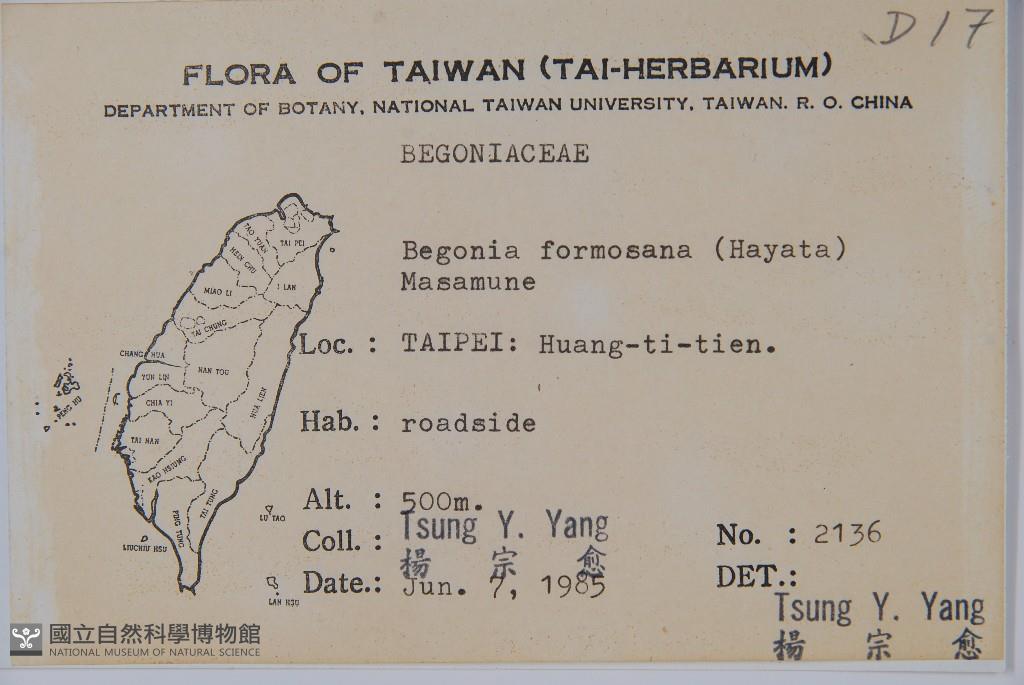 D17
FLORA OF TAIWAN (TAI-HERBARIUM)
DEPARTMENT OF BOTANY, NATIONAL TAIWAN UNIVERSITY, TAIWAN. R. O. CHINA
BEGONIACEAE
Begonia formosana (Hayata)
Masamune
Loc. : TAIPEI: Huang-ti-tien.
Hab. : roadside
Alt. : 500m.
Coll. : Tsung Y. Yang
楊 宗 愈
Date.: Jun. 7, 1985
No. : 2136
DET.:
Tsung Y. Yang
楊 宗 愈
TAI PEI
TAO YUAN
HSIN CHU
I LAN
MIAO LI
TAI CHUNG
CHANG HUA
NAN TOU
YUN LIN
HUA LIEN
CHIA YI
PENG HU
TAI NAN
KAO HSIUNG
TAI TUNG
PING TUNG
LU TAO
LIUCHIU HSU
LAN HSU
國立自然科學博物館
NATIONAL MUSEUM OF NATURAL SCIENCE